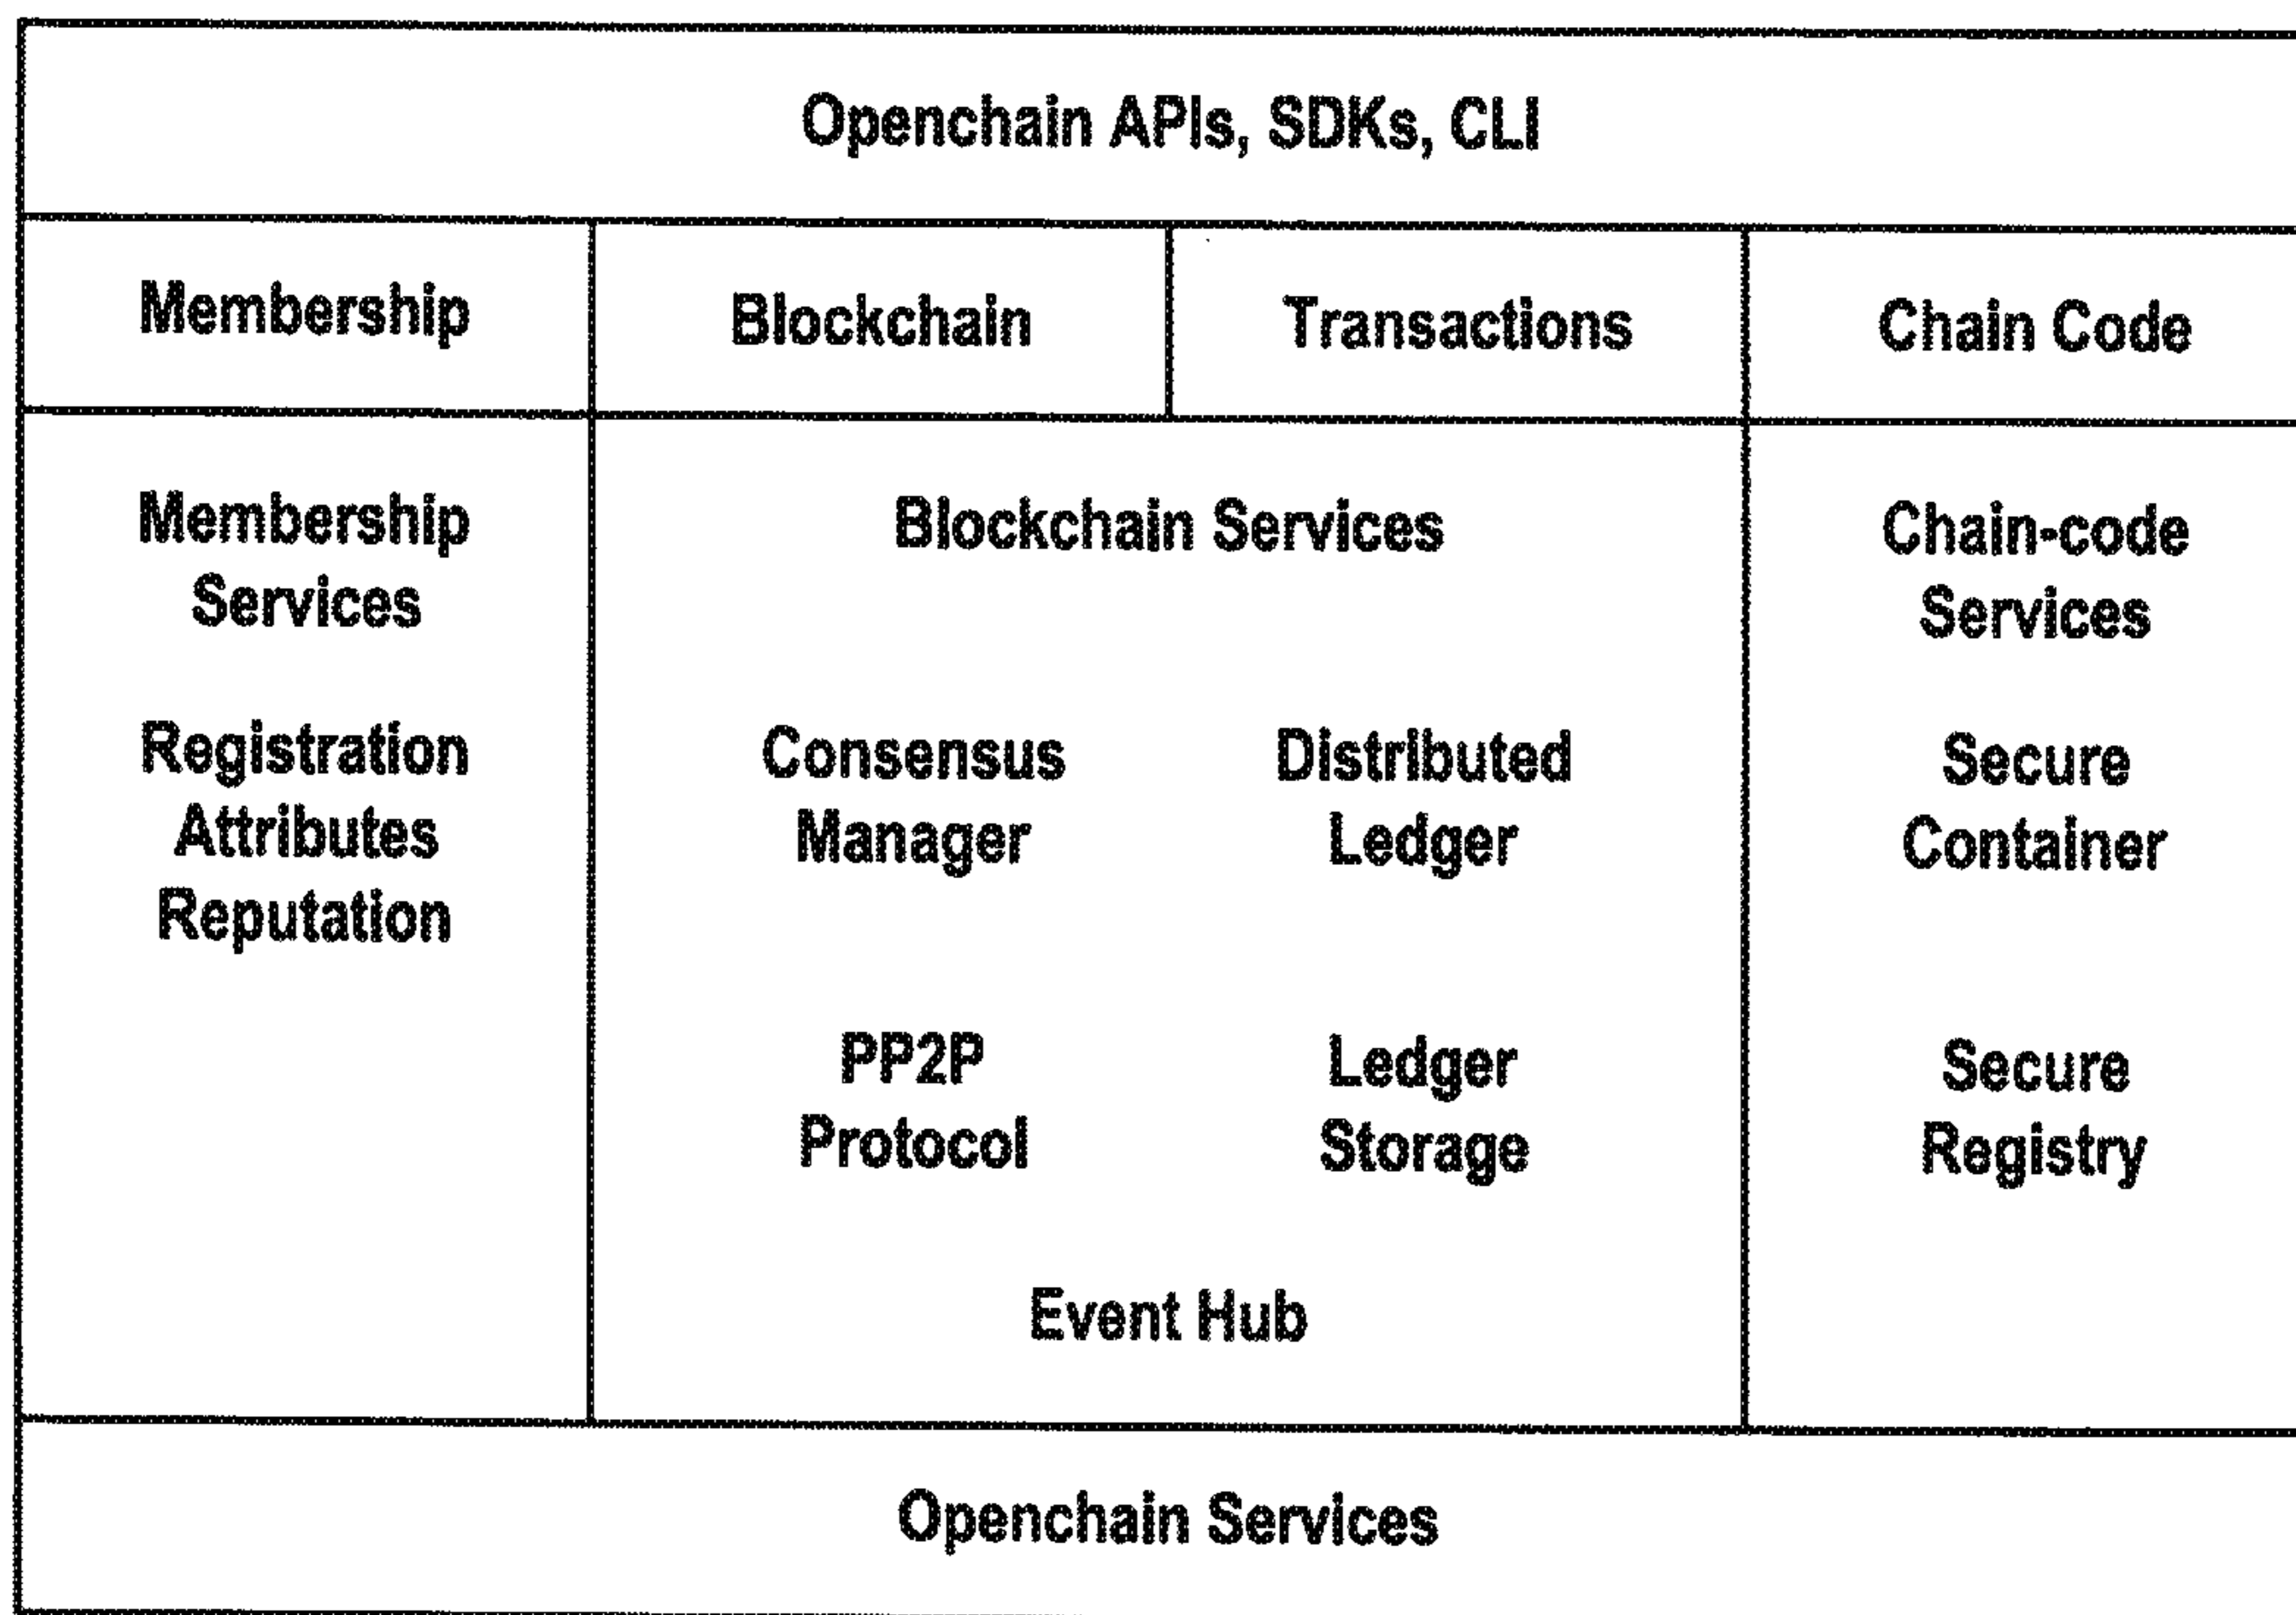 Openchain APIs, SDKs, CLI
Membership
Blockchain
Transactions
Chain Code
Membership
Services
Registration
Attributes
Reputation
Blockchain Services
Consensus
Manager
Distributed
Ledger
PP2P
Protocol
Ledger
Storage
Event Hub
Chain-code
Services
Secure
Container
Secure
Registry
Openchain Services